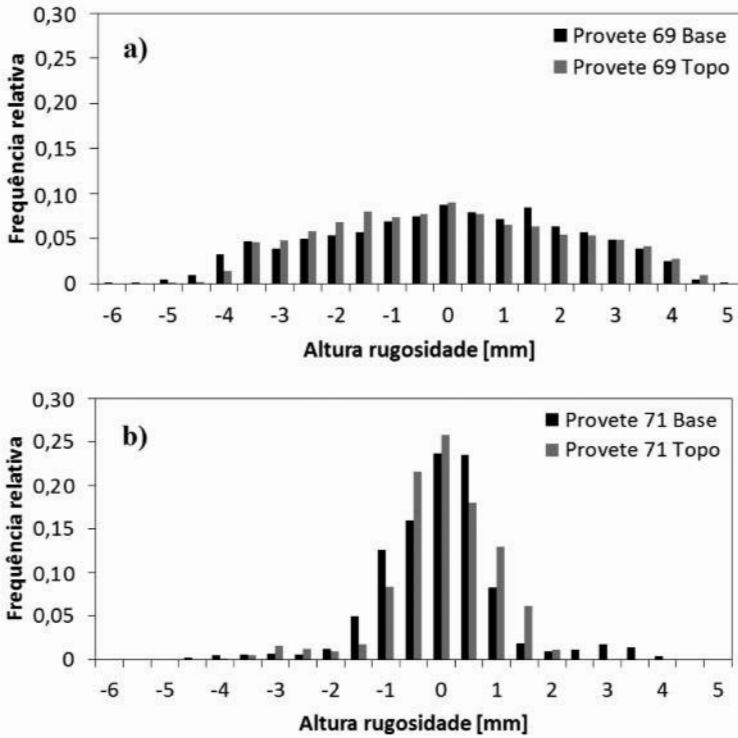 0,30
a)
Provete 69 Base
Provete 69 Topo
0,25
0,20
0,15
0,10
0,05
0
Frequência relativa
-6 -5 -4 -3 -2 -1 0 1 2 3 4 5
Altura rugosidade [mm]
0,30
b)
Provete 71 Base
Provete 71 Topo
0,25
0,20
0,15
0,10
0,05
0
Frequência relativa
-6 -5 -4 -3 -2 -1 0 1 2 3 4 5
Altura rugosidade [mm]